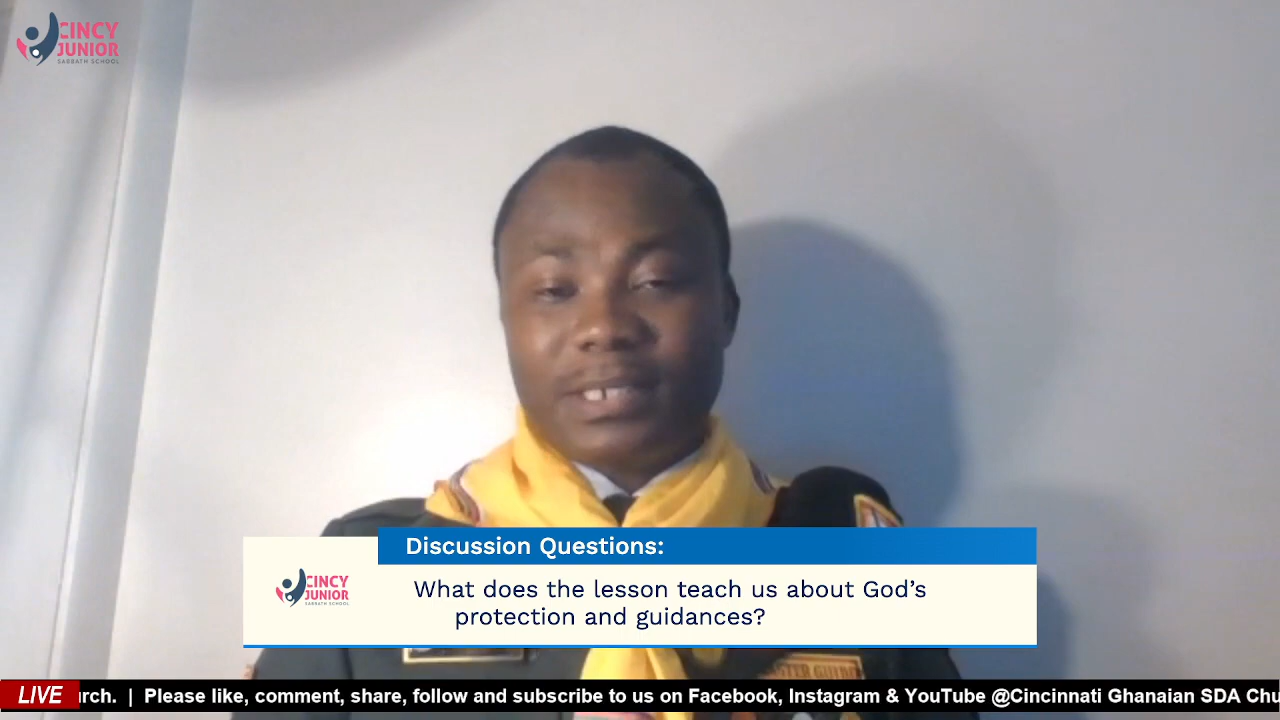 CINCY
JUNIOR
SABBATH SCHOOL
Discussion Questions:
CINCY
JUNIOR
SABBATH SCHOOL
What does the lesson teach us about God’s
protection and guidances?
LIVE
rch. | Please like, comment, share, follow and subscribe to us on Facebook, Instagram & YouTube @Cincinnati Ghanaian SDA Chu